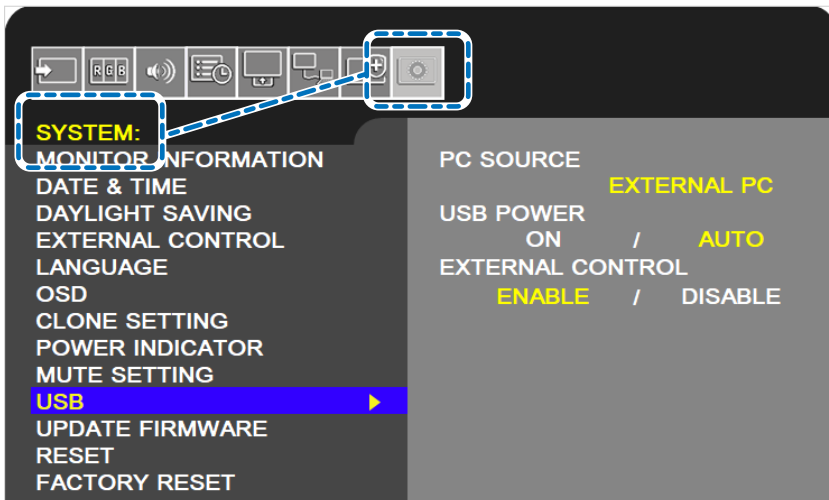 RGB
SYSTEM:
MONITOR INFORMATION
DATE & TIME
DAYLIGHT SAVING
EXTERNAL CONTROL
LANGUAGE
OSD
CLONE SETTING
POWER INDICATOR
MUTE SETTING
USB
UPDATE FIRMWARE
RESET
FACTORY RESET
PC SOURCE
EXTERNAL PC
USB POWER
ON / AUTO
EXTERNAL CONTROL
ENABLE / DISABLE